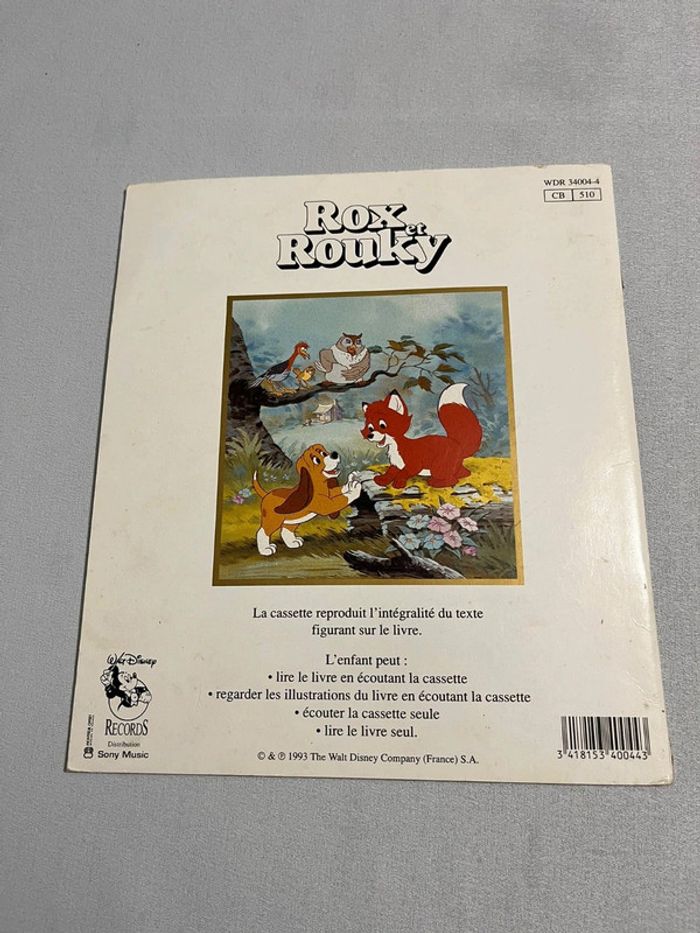 WDR 34004-4
CB 510
Rox et
Rouky
La cassette reproduit l'intégralité du texte
figurant sur le livre.
L'enfant peut :
• lire le livre en écoutant la cassette
• regarder les illustrations du livre en écoutant la cassette
• écouter la cassette seule
• lire le livre seul.
Walt Disney
RECORDS
Distribution
Sony Music
© & ℗ 1993 The Walt Disney Company (France) S.A.
3 418153 400443